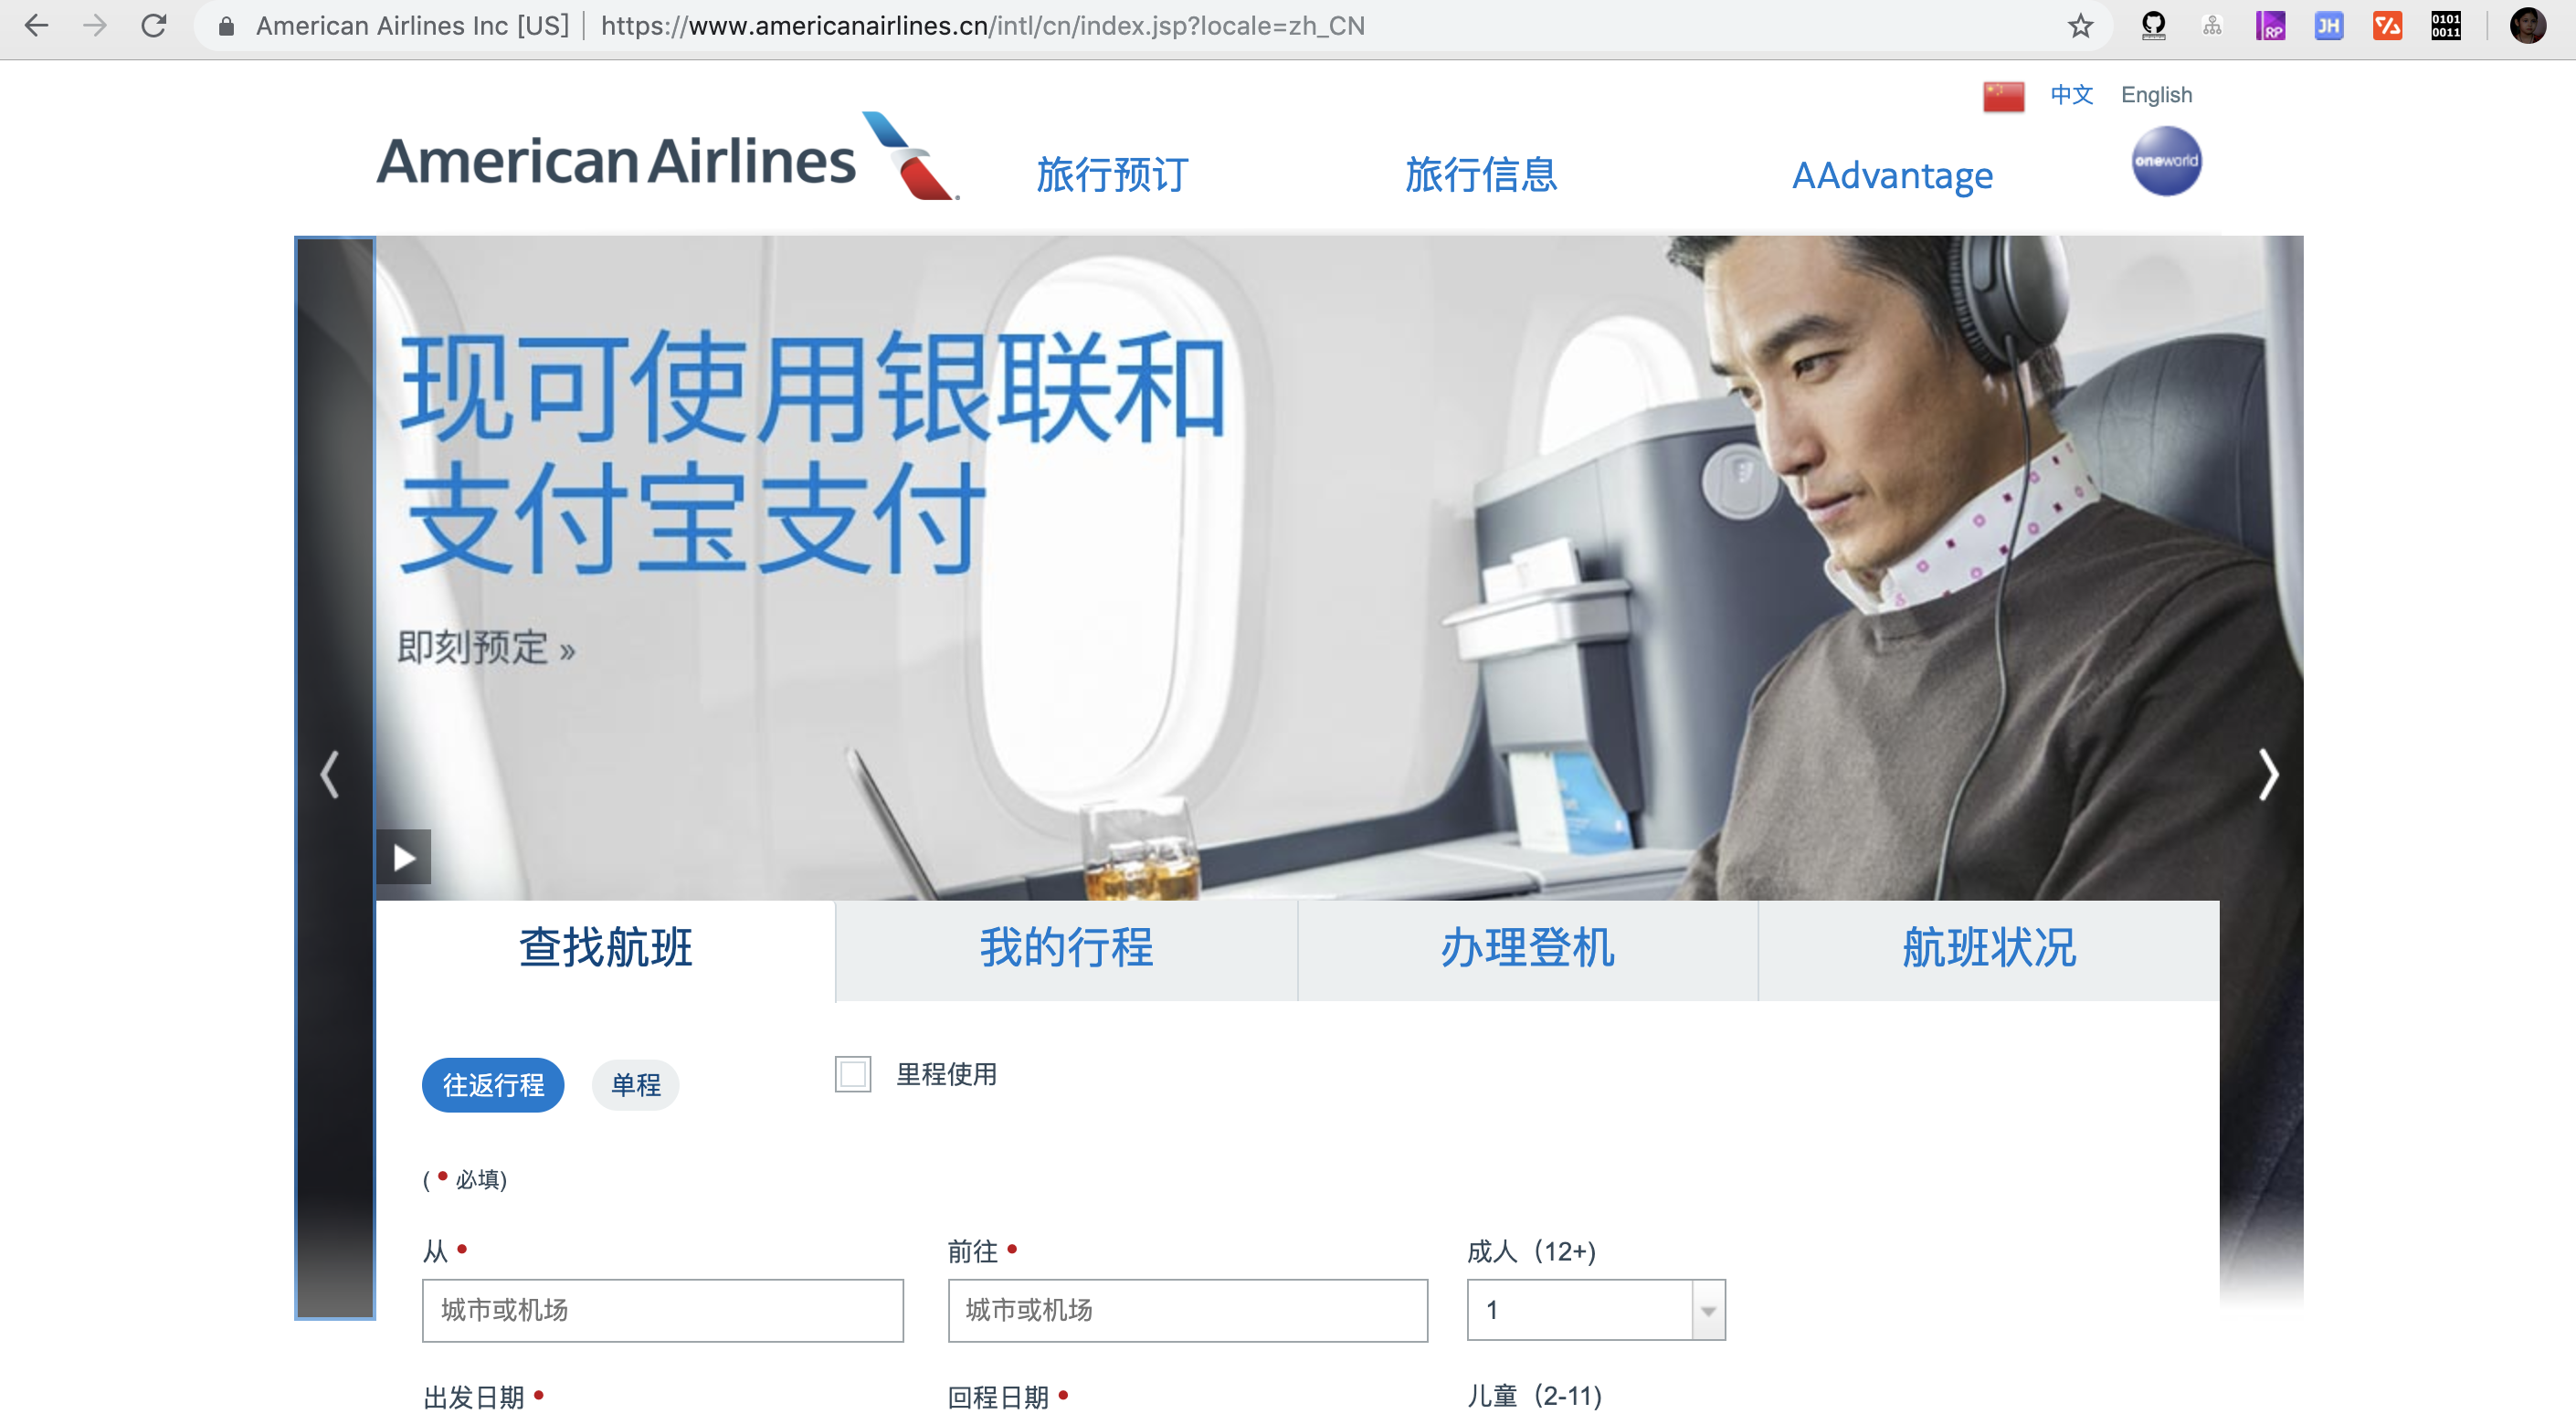 American Airlines Inc [US] | https://www.americanairlines.cn/intl/cn/index.jsp?locale=zh_CN
RP JH 0101 0011
中文 English
American Airlines 旅行预订 旅行信息 AAdvantage oneworld
现可使用银联和
支付宝支付
即刻预定 »
查找航班 我的行程 办理登机 航班状况
往返行程 单程 里程使用
( • 必填)
从 • 前往 • 成人（12+)
城市或机场 城市或机场 1
出发日期 • 回程日期 • 儿童（2-11)